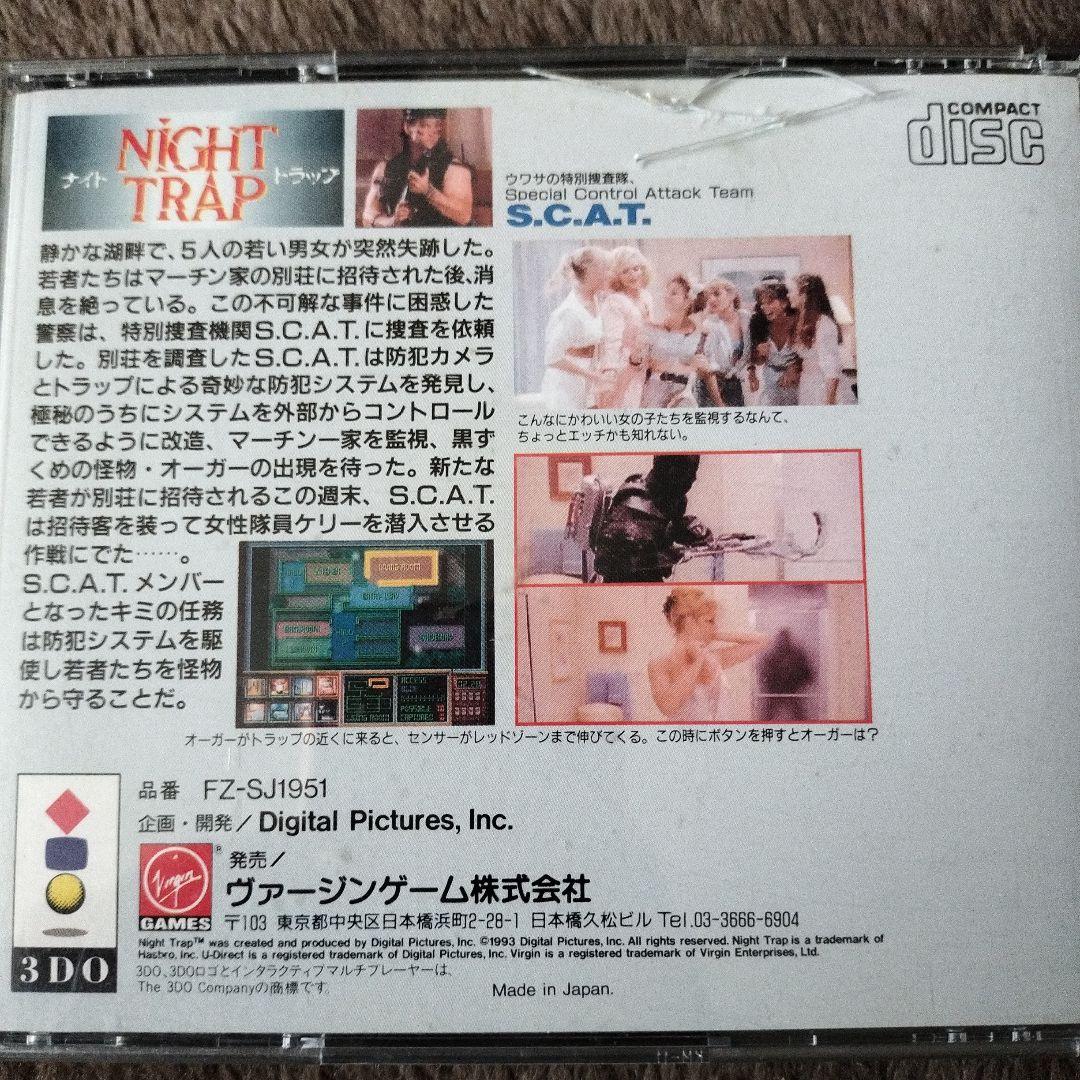 NiGHT
ナイト
トラップ
TRAP
COMPACT
disc
ウワサの特別捜査隊、
Special Control Attack Team
S.C.A.T.
静かな湖畔で、5人の若い男女が突然失跡した。
若者たちはマーチン家の別荘に招待された後、消
息を絶っている。この不可解な事件に困惑した
警察は、特別捜査機関S.C.A.T.に捜査を依頼
した。別荘を調査したS.C.A.T.は防犯カメラ
とトラップによる奇妙な防犯システムを発見し、
極秘のうちにシステムを外部からコントロール
できるように改造、マーチン一家を監視、黒ず
くめの怪物・オーガーの出現を待った。新たな
若者が別荘に招待されるこの週末、S.C.A.T.
は招待客を装って女性隊員ケリーを潜入させる
作戦にでた……。
S.C.A.T.メンバー
となったキミの任務
は防犯システムを駆
使し若者たちを怪物
から守ることだ。
こんなにかわいい女の子たちを監視するなんて、
ちょっとエッチかも知れない。
オーガーがトラップの近くに来ると、センサーがレッドゾーンまで伸びてくる。この時にボタンを押すとオーガーは?
品番 FZ-SJ1951
企画・開発/Digital Pictures, Inc.
Virgin
GAMES
発売/
ヴァージンゲーム株式会社
〒103 東京都中央区日本橋浜町2-28-1 日本橋久松ビル Tel.03-3666-6904
Night Trap™ was created and produced by Digital Pictures, Inc. ©1993 Digital Pictures, Inc. All rights reserved. Night Trap is a trademark of
Hasbro, Inc. U-Direct is a registered trademark of Digital Pictures, Inc. Virgin is a registered trademark of Virgin Enterprises, Ltd.
3DO
3DO、3DOロゴとインタラクティブマルチプレーヤーは、
The 3DO Companyの商標です。
Made in Japan.